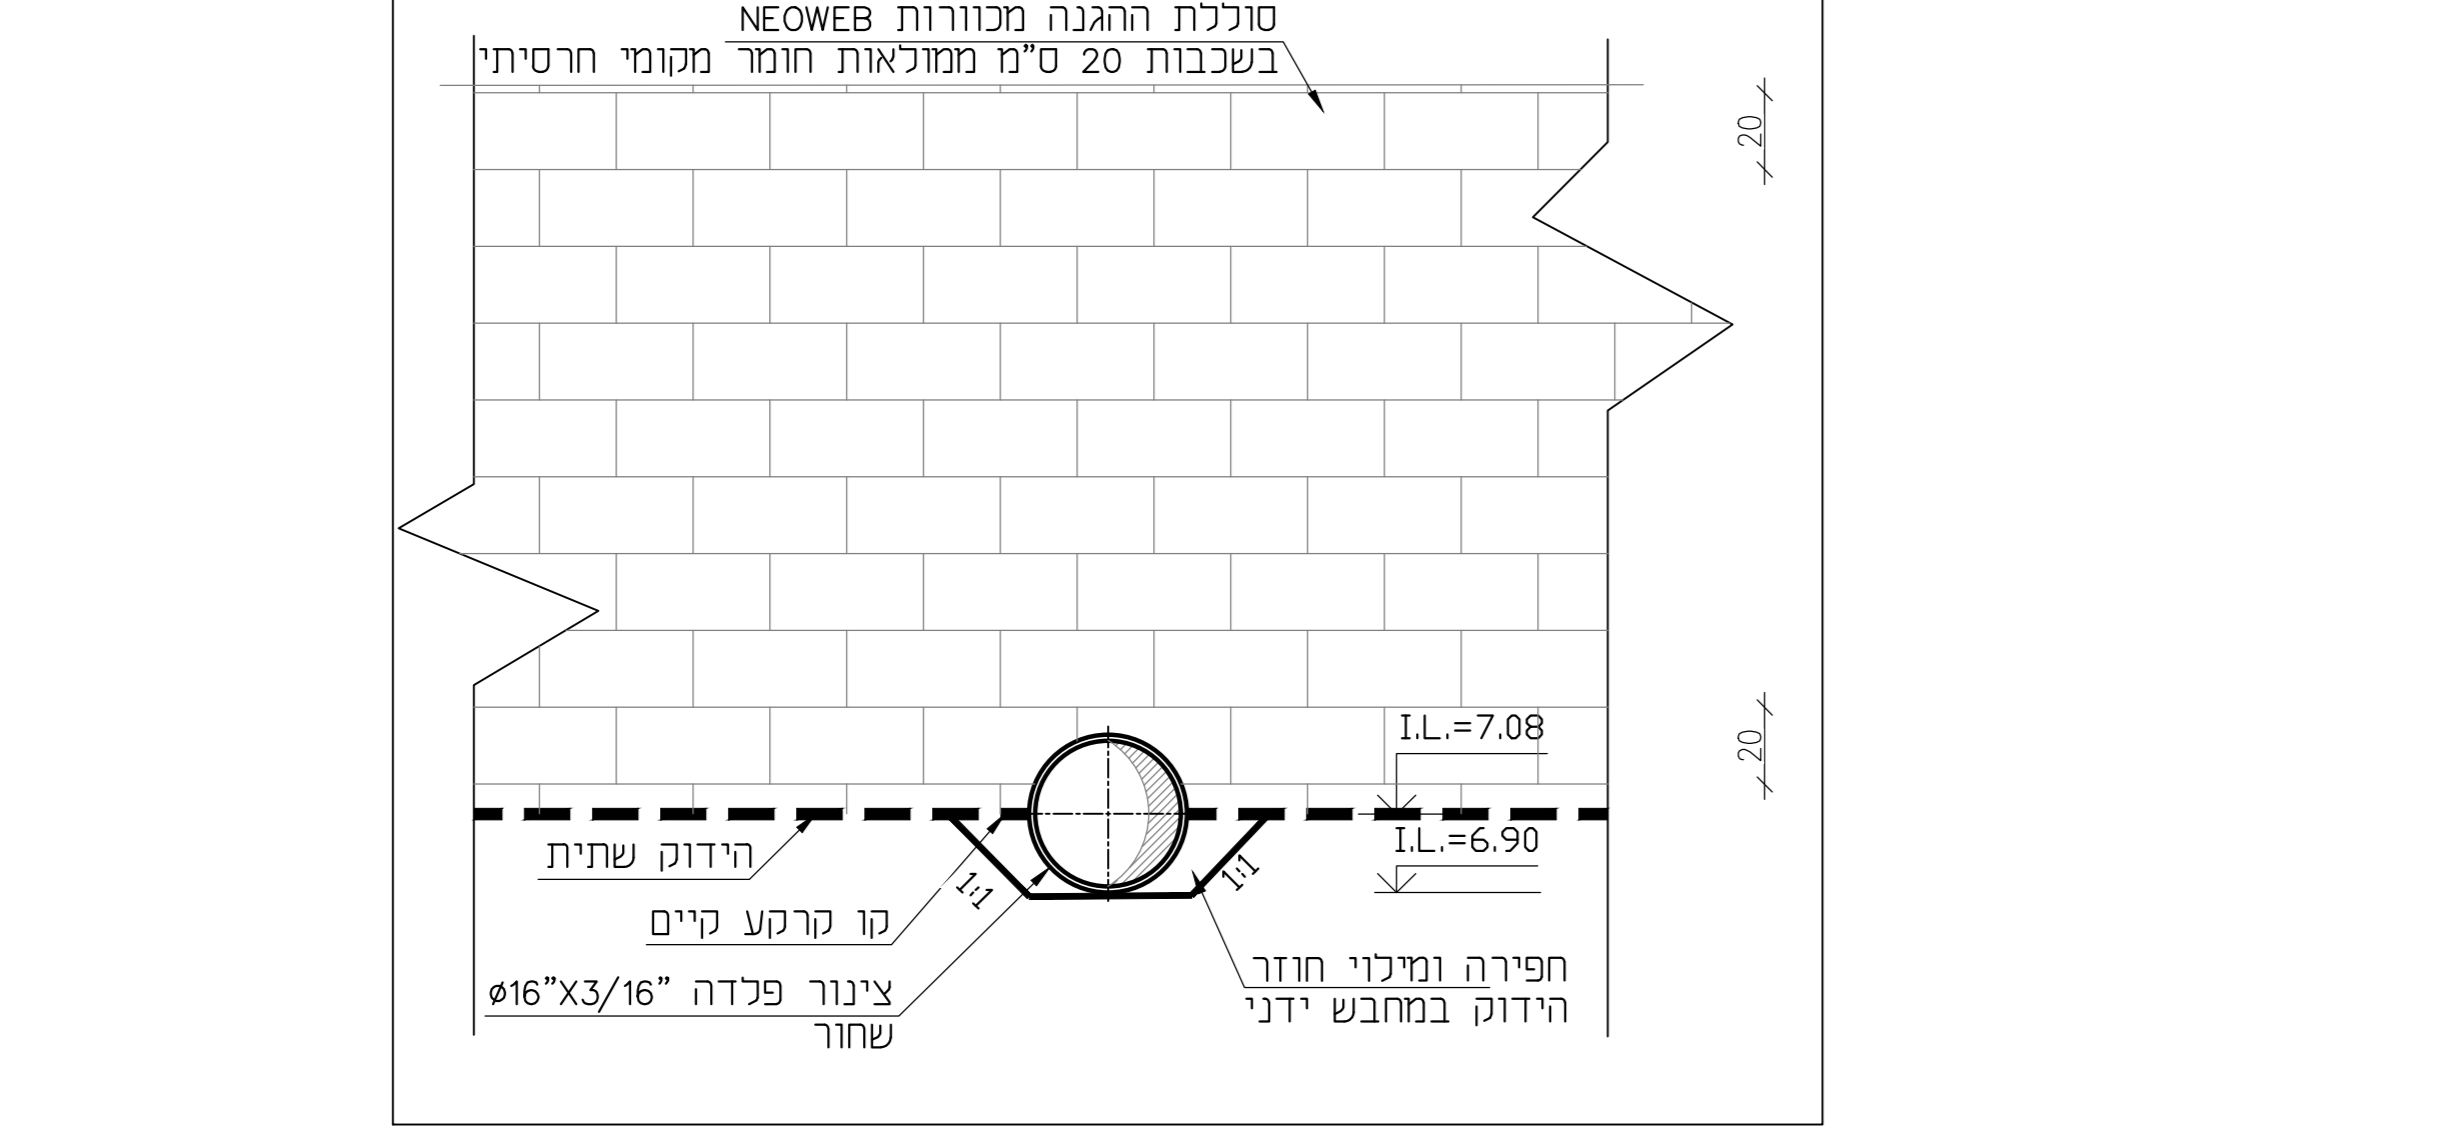 סוללת ההגנה מכוורות NEOWEB
בשכבות 20 ס"מ ממולאות חומר מקומי חרסיתי
20
20
I.L.=7.08
I.L.=6.90
הידוק שתית
1:1
1:1
קו קרקע קיים
צינור פלדה ø16"X3/16"
שחור
חפירה ומילוי חוזר
הידוק במחבש ידני